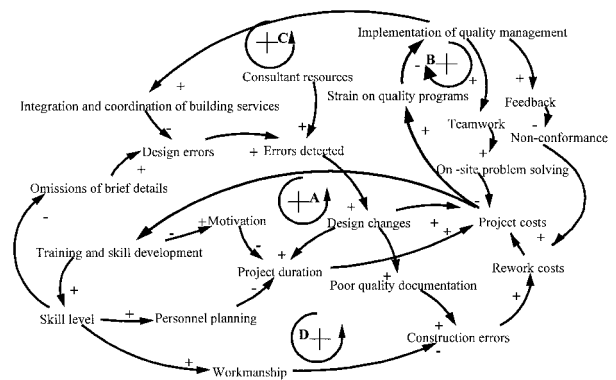 C
+
Implementation of quality management
B
+
-
Consultant resources
+
Strain on quality programs
+
+
Integration and coordination of building services
Feedback
-
Teamwork
-
+
+
+
Non-conformance
Design errors
+
Errors detected
+
+
On -site problem solving
Omissions of brief details
A
+
+
-
-
+
Motivation
Design changes
+
+
Project costs
+
Training and skill development
-
+
Project duration
+
Rework costs
+
-
Poor quality documentation
+
Skill level
+
Personnel planning
D
+
+
-
Construction errors
+
Workmanship